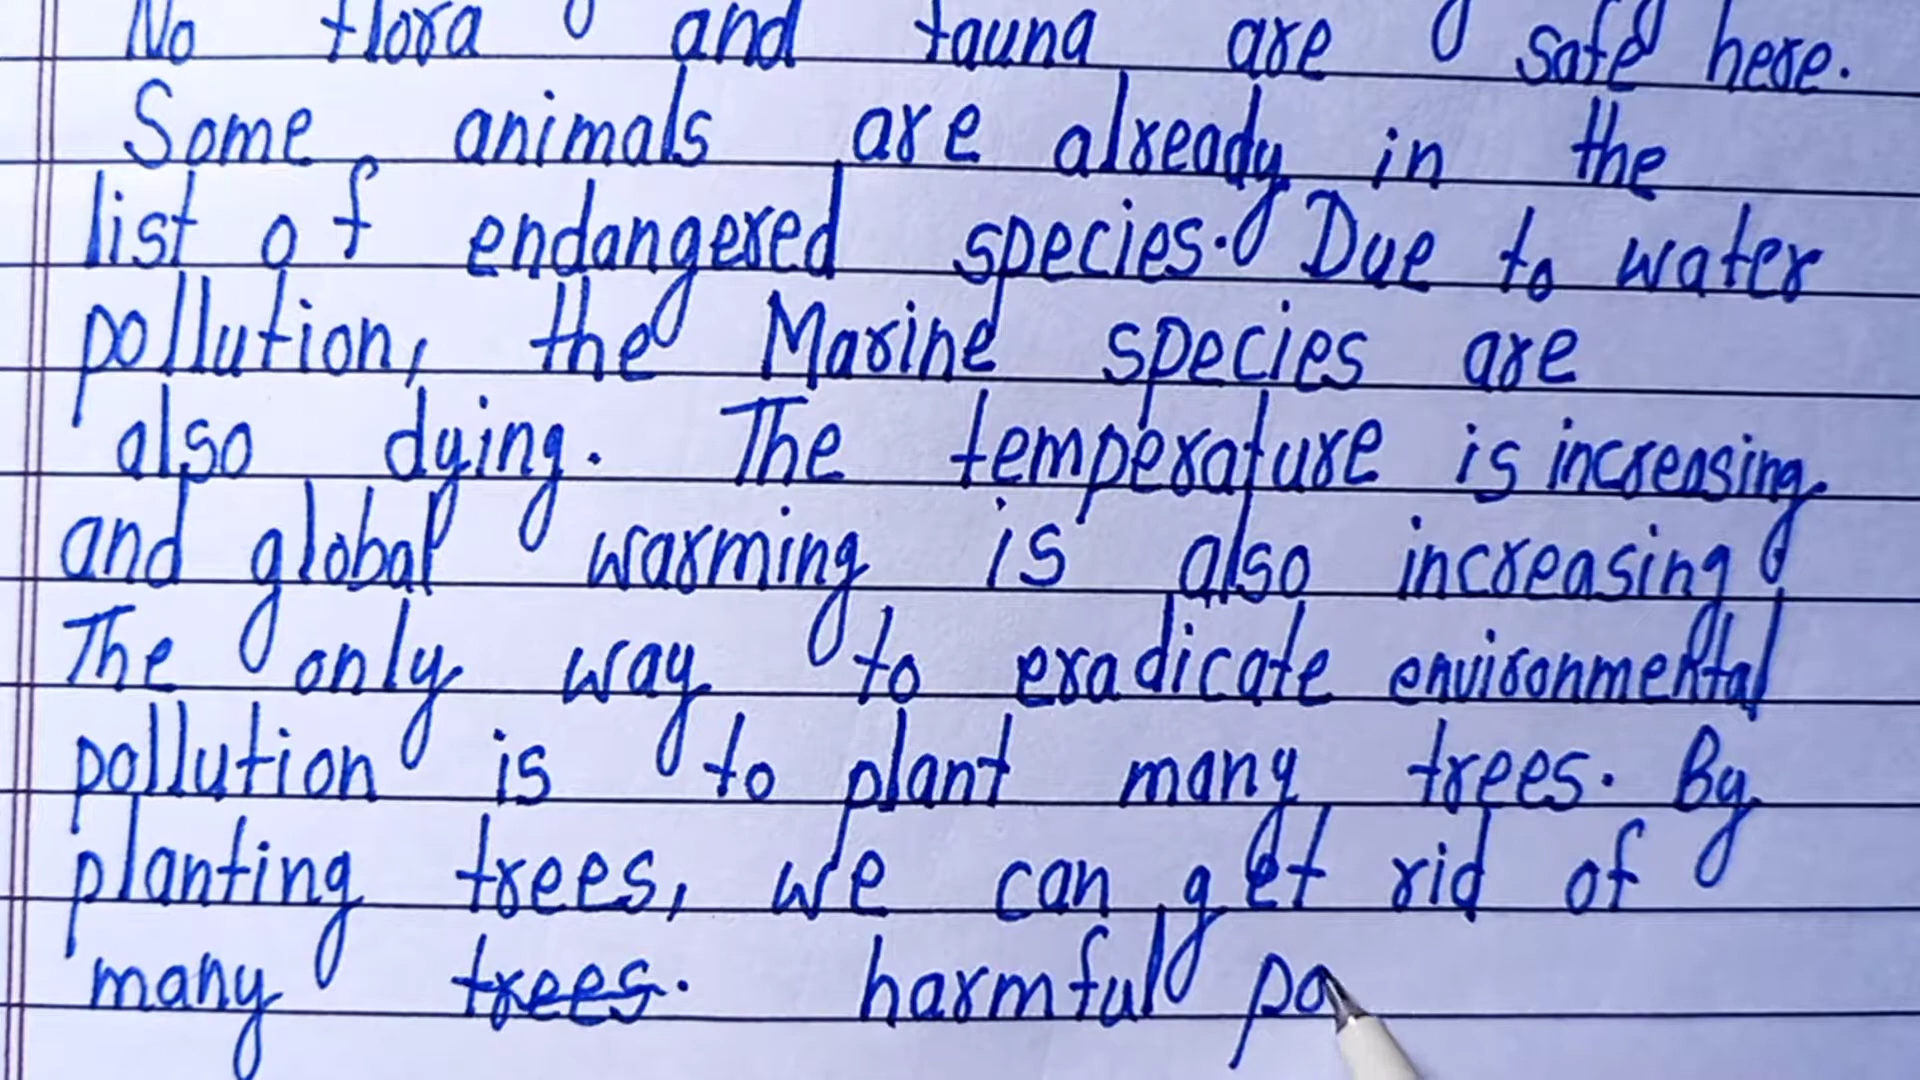 No flora and fauna are safe here.
Some animals are already in the
list of endangered species. Due to water
pollution, the Marine species are
also dying. The temperature is increasing
and global warming is also increasing
The only way to eradicate environmental
pollution is to plant many trees. By
planting trees, we can get rid of
many trees. harmful po